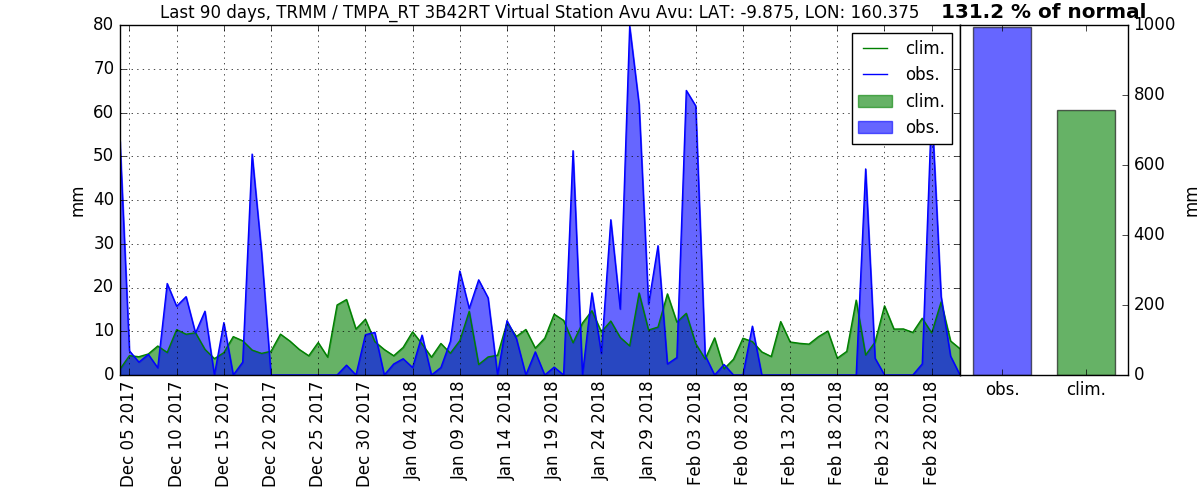 Last 90 days, TRMM / TMPA_RT 3B42RT Virtual Station Avu Avu: LAT: -9.875, LON: 160.375
131.2 % of normal
80
70
60
50
40
30
20
10
0
mm
clim.
obs.
clim.
obs.
Dec 05 2017
Dec 10 2017
Dec 15 2017
Dec 20 2017
Dec 25 2017
Dec 30 2017
Jan 04 2018
Jan 09 2018
Jan 14 2018
Jan 19 2018
Jan 24 2018
Jan 29 2018
Feb 03 2018
Feb 08 2018
Feb 13 2018
Feb 18 2018
Feb 23 2018
Feb 28 2018
1000
800
600
400
200
0
mm
obs.
clim.